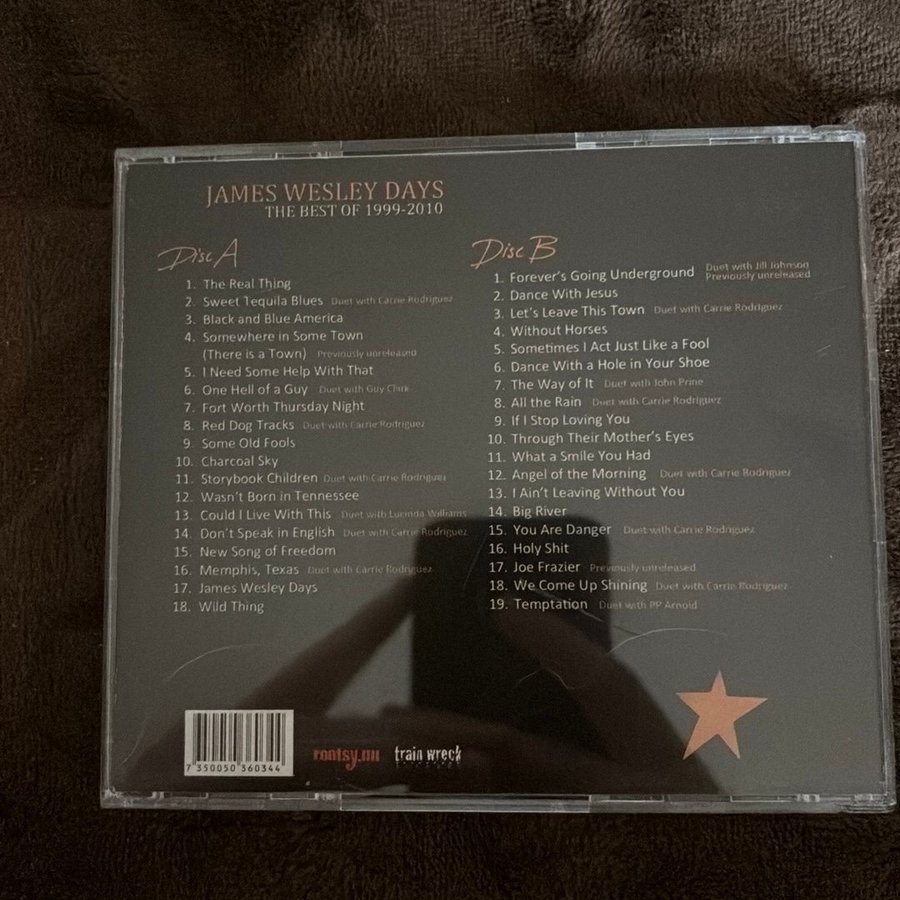 JAMES WESLEY DAYS
THE BEST OF 1999-2010
Disc A
1. The Real Thing
2. Sweet Tequila Blues Duet with Carrie Rodriguez
3. Black and Blue America
4. Somewhere in Some Town
(There is a Town) Previously unreleased
5. I Need Some Help With That
6. One Hell of a Guy Duet with Guy Clark
7. Fort Worth Thursday Night
8. Red Dog Tracks Duet with Carrie Rodriguez
9. Some Old Fools
10. Charcoal Sky
11. Storybook Children Duet with Carrie Rodriguez
12. Wasn't Born in Tennessee
13. Could I Live With This Duet with Lucinda Williams
14. Don't Speak in English Duet with Carrie Rodriguez
15. New Song of Freedom
16. Memphis, Texas Duet with Carrie Rodriguez
17. James Wesley Days
18. Wild Thing
Disc B
1. Forever's Going Underground Duet with Jill Johnson
Previously unreleased
2. Dance With Jesus
3. Let's Leave This Town Duet with Carrie Rodriguez
4. Without Horses
5. Sometimes I Act Just Like a Fool
6. Dance With a Hole in Your Shoe
7. The Way of It Duet with John Prine
8. All the Rain Duet with Carrie Rodriguez
9. If I Stop Loving You
10. Through Their Mother's Eyes
11. What a Smile You Had
12. Angel of the Morning Duet with Carrie Rodriguez
13. I Ain't Leaving Without You
14. Big River
15. You Are Danger Duet with Carrie Rodriguez
16. Holy Shit
17. Joe Frazier Previously unreleased
18. We Come Up Shining Duet with Carrie Rodriguez
19. Temptation Duet with PP Arnold
7 350050 360344
rootsy.nu
train wreck